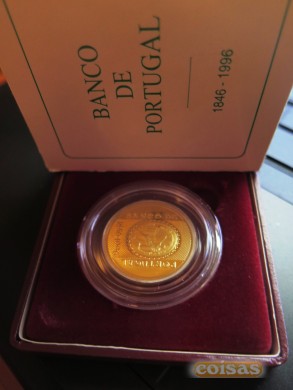 BANCO
DE
PORTUGAL
1846 - 1996
coisas